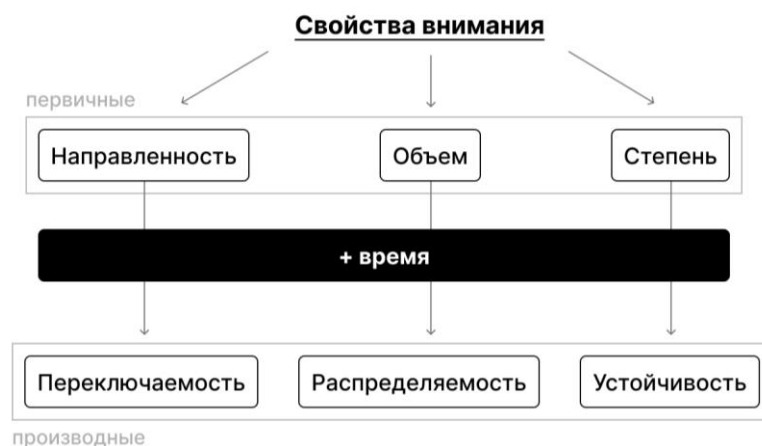 Свойства внимания
первичные
Направленность
Объем
Степень
+ время
Переключаемость
Распределяемость
Устойчивость
производные